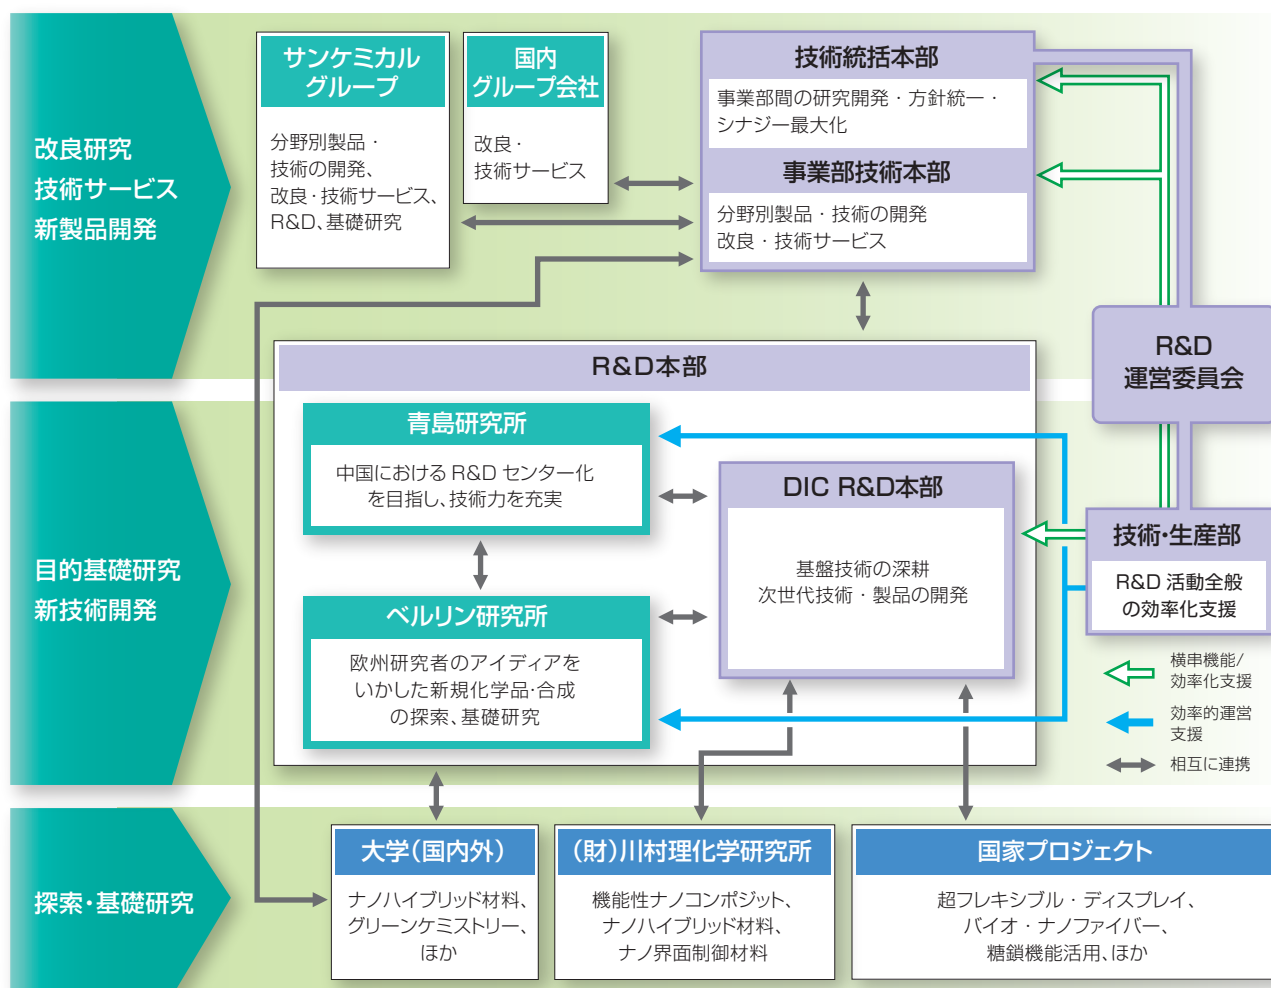 改良研究
技術サービス
新製品開発
サンケミカル
グループ
分野別製品・
技術の開発、
改良・技術サービス、
R&D、基礎研究
国内
グループ会社
改良・
技術サービス
技術統括本部
事業部間の研究開発・方針統一・
シナジー最大化
事業部技術本部
分野別製品・技術の開発
改良・技術サービス
R&D
運営委員会
R&D本部
目的基礎研究
新技術開発
青島研究所
中国における R&D センター化
を目指し、技術力を充実
ベルリン研究所
欧州研究者のアイディアを
いかした新規化学品・合成
の探索、基礎研究
DIC R&D本部
基盤技術の深耕
次世代技術・製品の開発
技術・生産部
R&D 活動全般
の効率化支援
横串機能/
効率化支援
効率的運営
支援
相互に連携
探索・基礎研究
大学(国内外)
ナノハイブリッド材料、
グリーンケミストリー、
ほか
(財)川村理化学研究所
機能性ナノコンポジット、
ナノハイブリッド材料、
ナノ界面制御材料
国家プロジェクト
超フレキシブル・ディスプレイ、
バイオ・ナノファイバー、
糖鎖機能活用、ほか